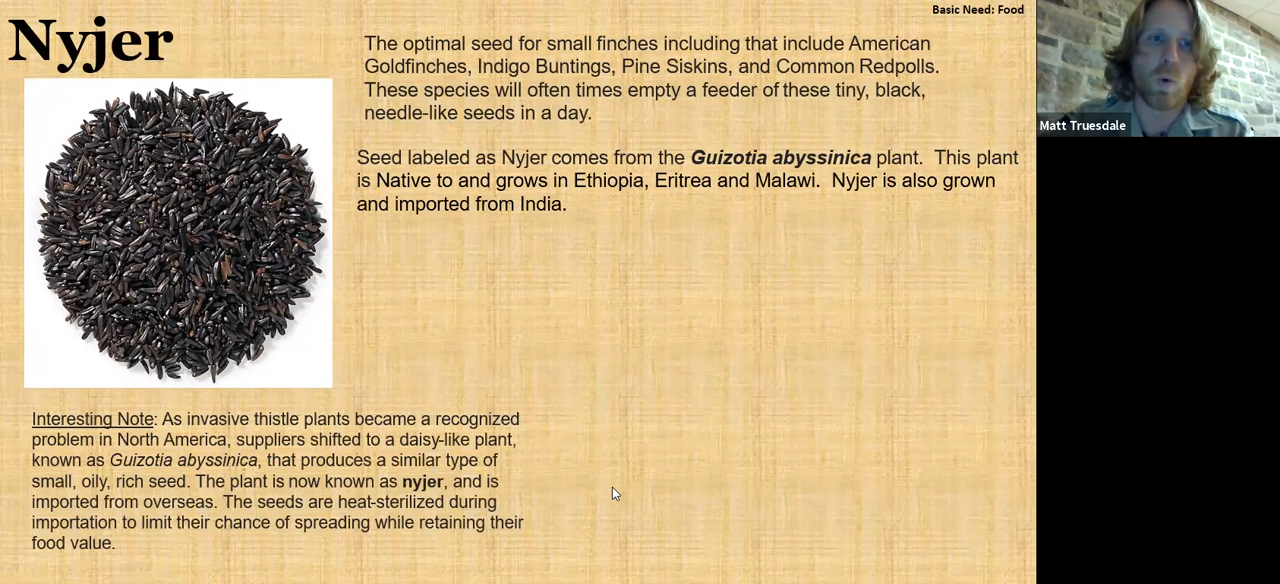 Basic Need: Food
Nyjer
The optimal seed for small finches including that include American
Goldfinches, Indigo Buntings, Pine Siskins, and Common Redpolls.
These species will often times empty a feeder of these tiny, black,
needle-like seeds in a day.
Seed labeled as Nyjer comes from the Guizotia abyssinica plant.  This plant
is Native to and grows in Ethiopia, Eritrea and Malawi.  Nyjer is also grown
and imported from India.
Interesting Note: As invasive thistle plants became a recognized
problem in North America, suppliers shifted to a daisy-like plant,
known as Guizotia abyssinica, that produces a similar type of
small, oily, rich seed. The plant is now known as nyjer, and is
imported from overseas. The seeds are heat-sterilized during
importation to limit their chance of spreading while retaining their
food value.
Matt Truesdale